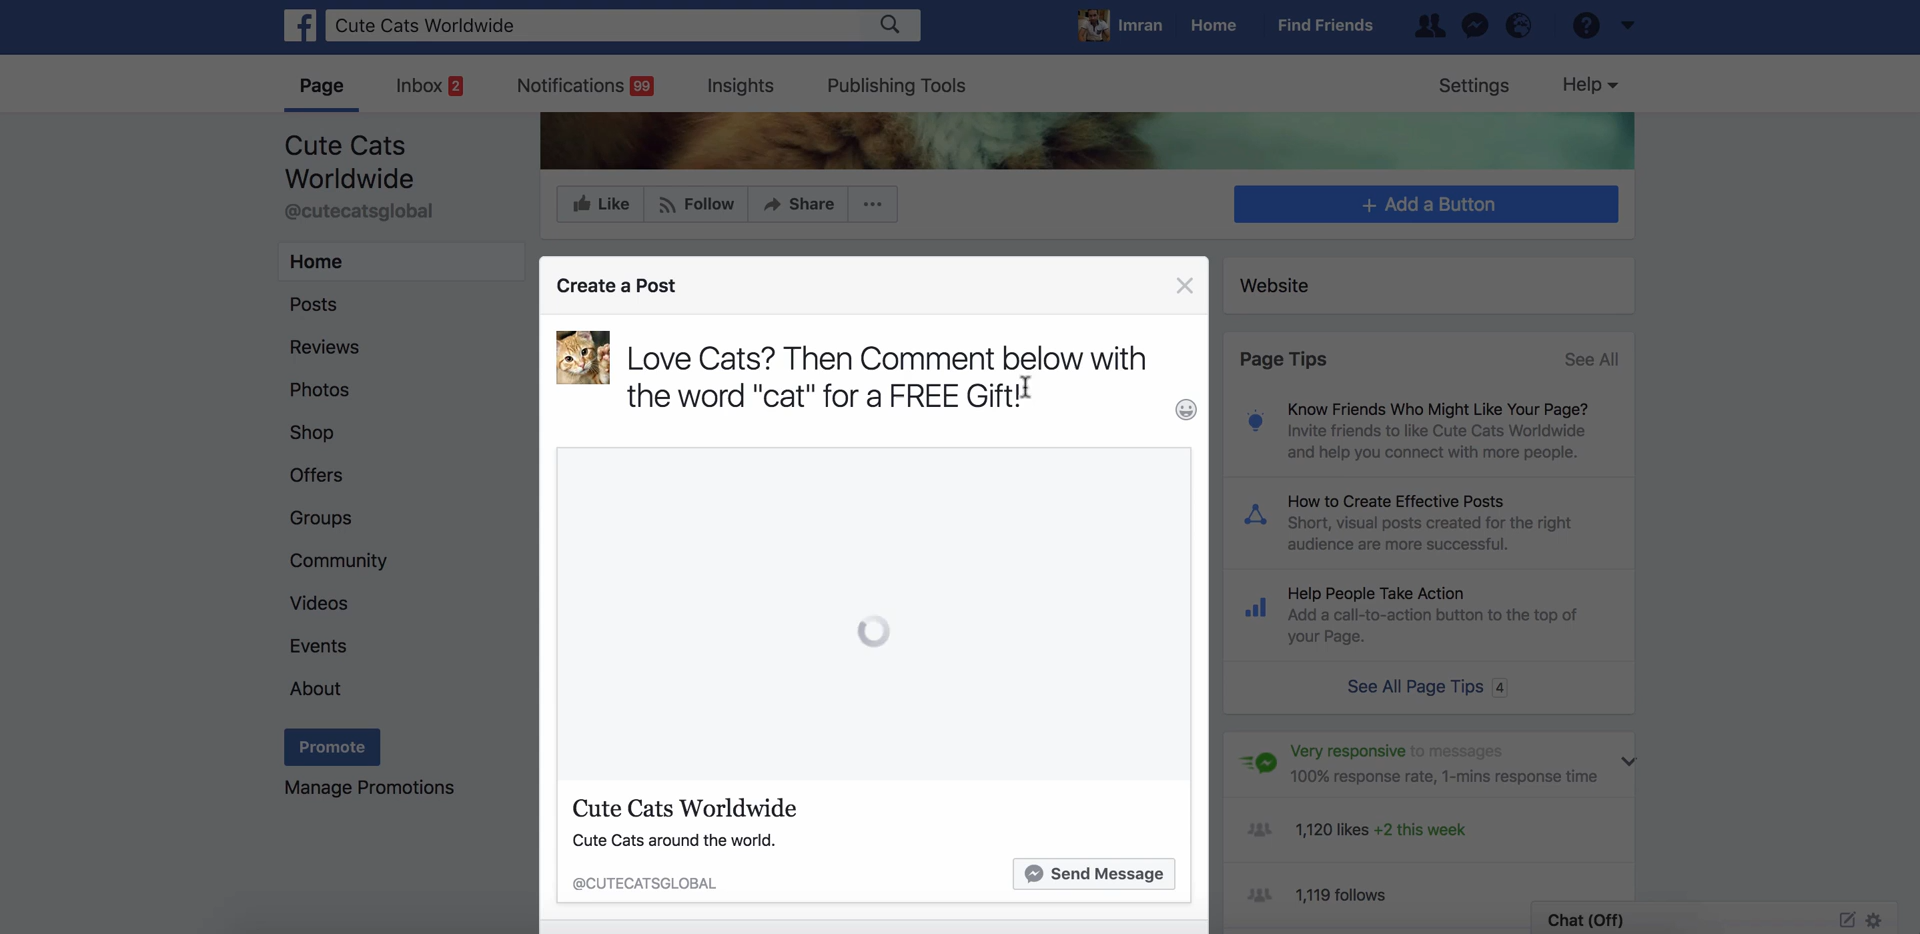 Cute Cats Worldwide
Imran
Home
Find Friends
Page
Inbox 2
Notifications 99
Insights
Publishing Tools
Settings
Help
Cute Cats
Worldwide
@cutecatsglobal
Home
Posts
Reviews
Photos
Shop
Offers
Groups
Community
Videos
Events
About
Promote
Manage Promotions
Like
Follow
Share
+ Add a Button
Create a Post
Love Cats? Then Comment below with
the word "cat" for a FREE Gift!
Cute Cats Worldwide
Cute Cats around the world.
@CUTECATSGLOBAL
Send Message
Website
Page Tips
See All
Know Friends Who Might Like Your Page?
Invite friends to like Cute Cats Worldwide
and help you connect with more people.
How to Create Effective Posts
Short, visual posts created for the right
audience are more successful.
Help People Take Action
Add a call-to-action button to the top of
your Page.
See All Page Tips 4
Very responsive to messages
100% response rate, 1-mins response time
1,120 likes +2 this week
1,119 follows
Chat (Off)